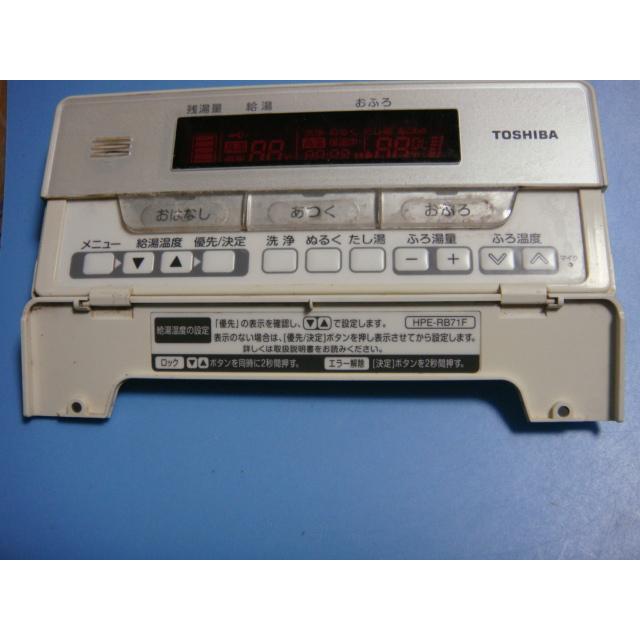 残湯量 給湯 おふろ
TOSHIBA
おはなし あつく おふろ
メニュー 給湯温度 優先/決定 洗浄 ぬるく たし湯 ふろ湯量 ふろ温度
▼ ▲ − + マイク
給湯温度の設定 「優先」の表示を確認し、▼▲で設定します。 HPE-RB71F
表示のない場合は、[優先/決定]ボタンを押し表示させてから設定します。
詳しくは取扱説明書をお読みください。
ロック ▼▲ボタンを同時に2秒間押す。 エラー解除 [決定]ボタンを2秒間押す。